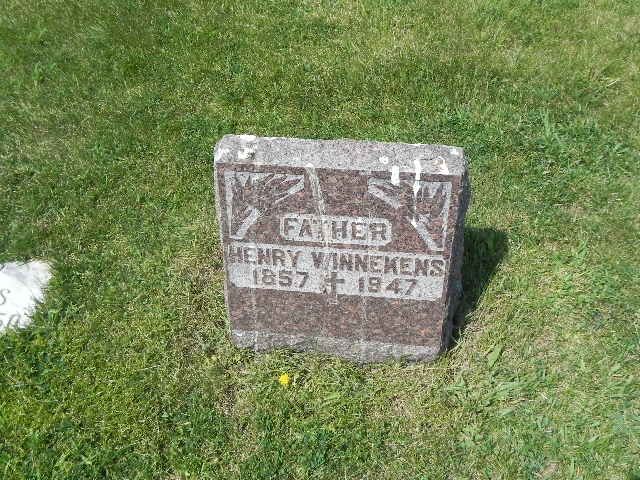 FATHER
HENRY WINNEKENS
1857 1947
S